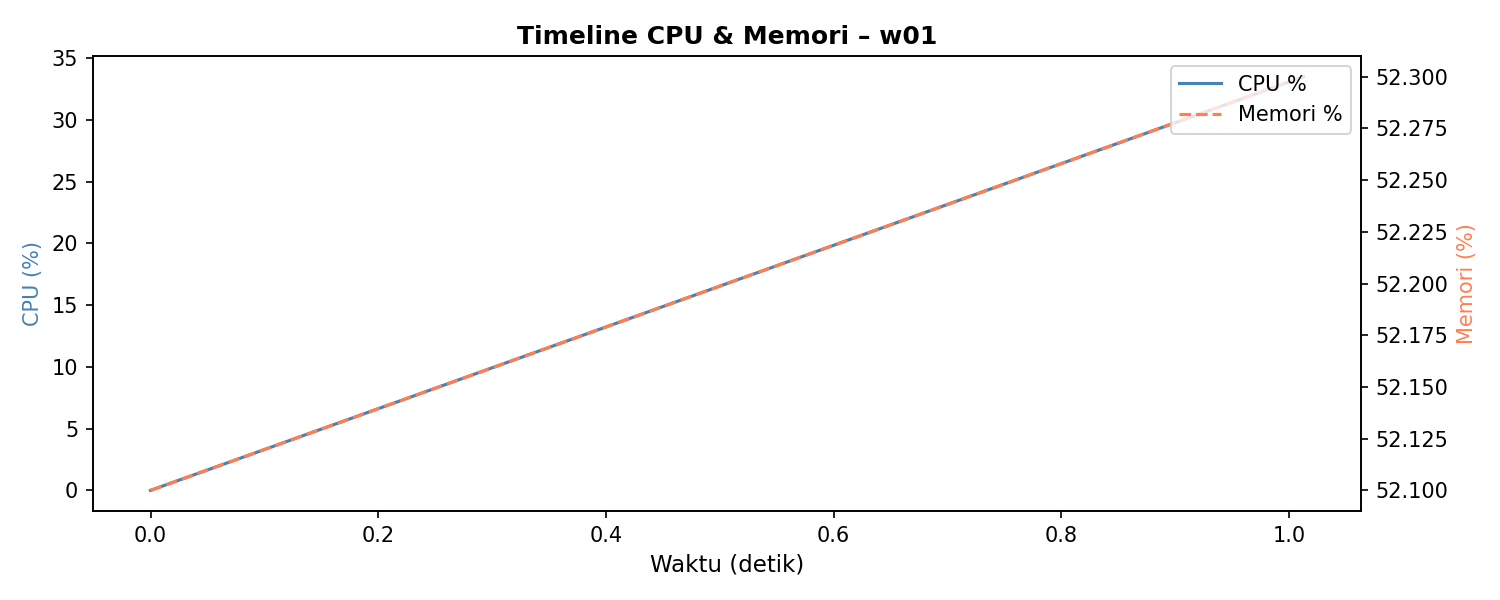 Timeline CPU & Memori – w01
35
30
25
20
15
10
5
0
CPU (%)
CPU %
Memori %
52.300
52.275
52.250
52.225
52.200
52.175
52.150
52.125
52.100
Memori (%)
0.0 0.2 0.4 0.6 0.8 1.0
Waktu (detik)